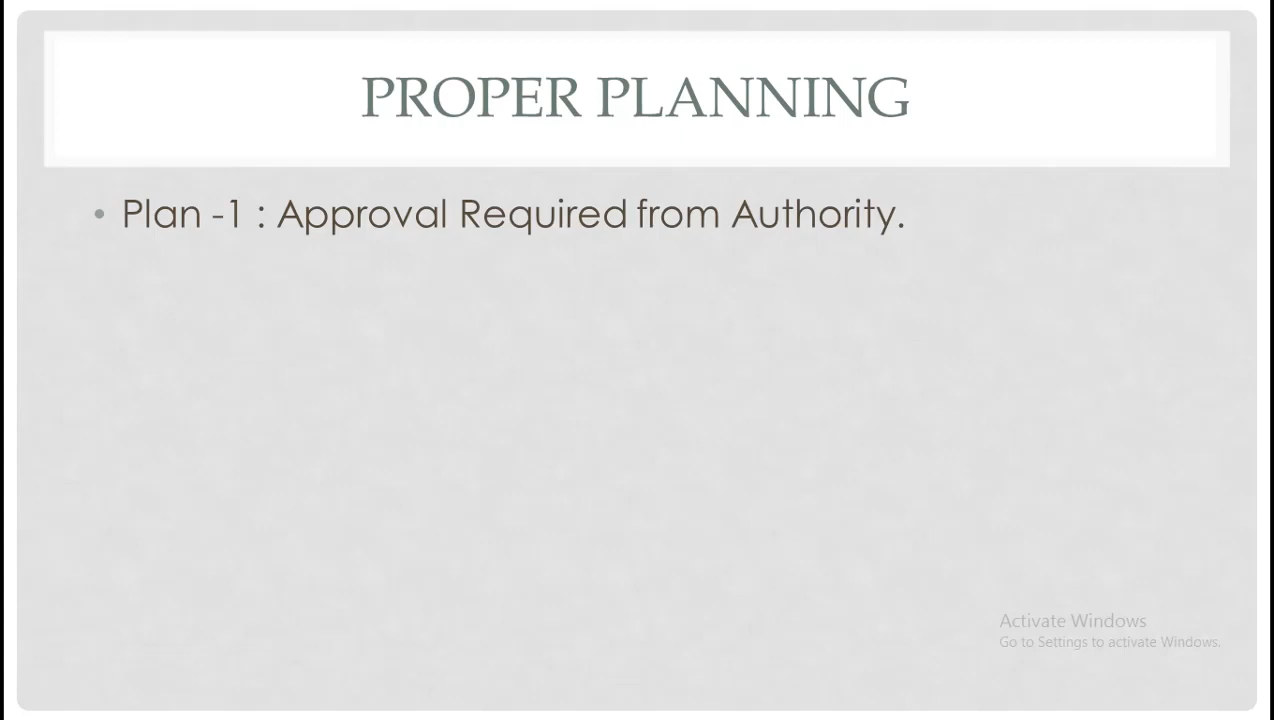 PROPER PLANNING
• Plan -1 : Approval Required from Authority.
Activate Windows
Go to Settings to activate Windows.